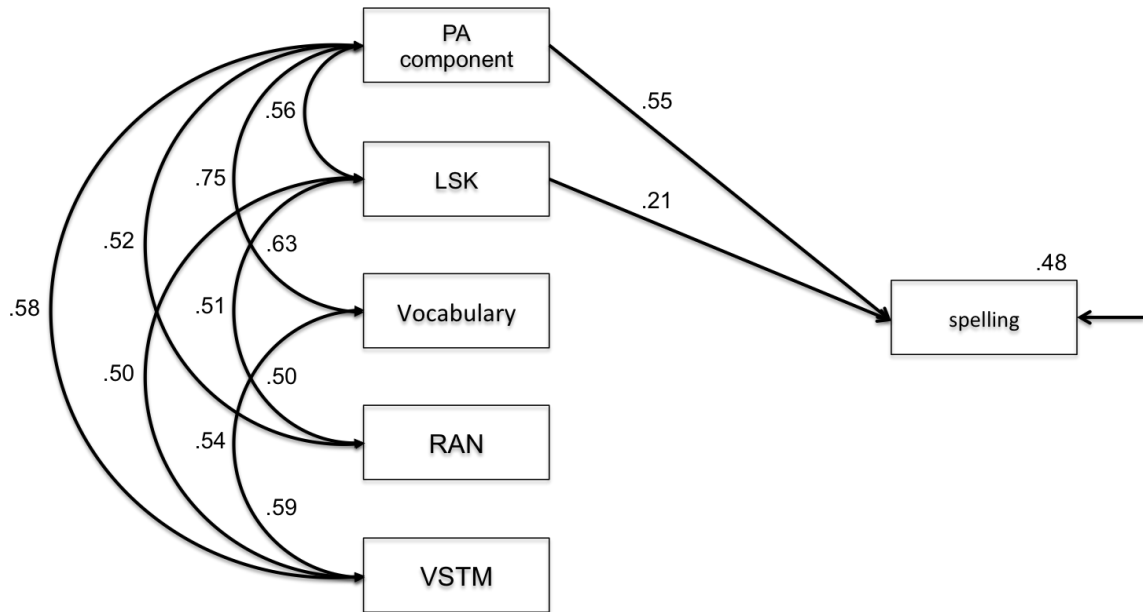 PA
component
.56
.55
.75
LSK
.21
.52
.63
.48
.58
.51
Vocabulary
spelling
.50
.50
.54
RAN
.59
VSTM